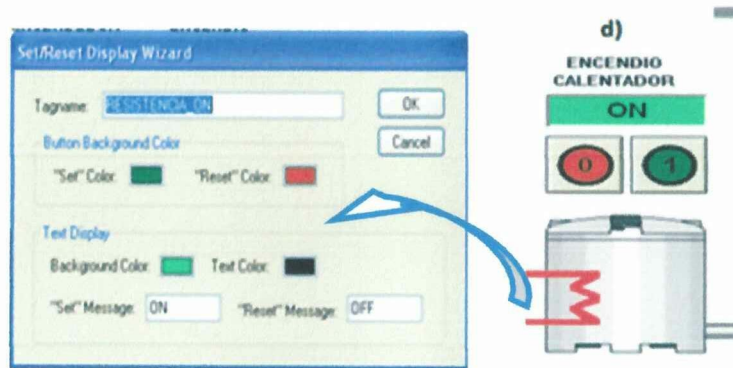 d)
Set/Reset Display Wizard
Tagname: RESISTENCIA_ON
OK
Cancel
Button Background Color
"Set" Color:
"Reset" Color:
Text Display
Background Color:
Text Color:
"Set" Message: ON
"Reset" Message: OFF
ENCENDIO
CALENTADOR
ON
0
1